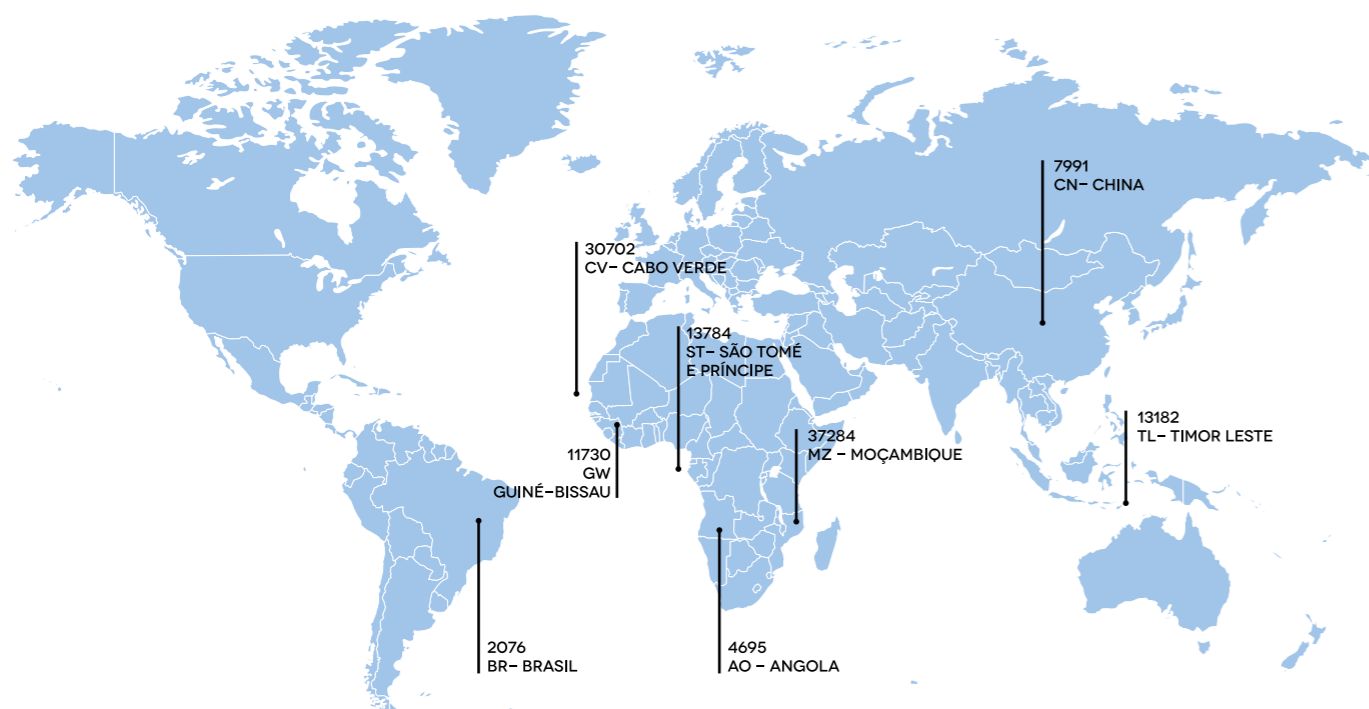 7991
CN– CHINA
30702
CV– CABO VERDE
13784
ST– SÃO TOMÉ
E PRÍNCIPE
13182
TL– TIMOR LESTE
37284
MZ – MOÇAMBIQUE
11730
GW
GUINÉ–BISSAU
2076
BR– BRASIL
4695
AO – ANGOLA